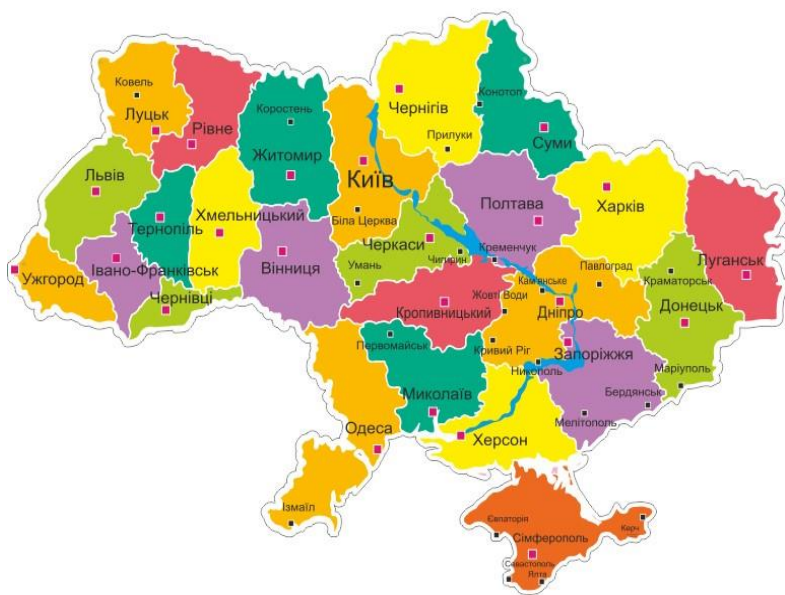 Ковель
Луцьк
Рівне
Коростень
Житомир
Київ
Чернігів
Прилуки
Конотоп
Суми
Львів
Тернопіль
Хмельницький
Біла Церква
Полтава
Харків
Луганськ
Ужгород
Івано-Франківськ
Чернівці
Вінниця
Черкаси
Умань
Чигирин
Кременчук
Павлоград
Краматорськ
Кам'янське
Жовті Води
Дніпро
Донецьк
Кропивницький
Первомайськ
Кривий Ріг
Запоріжжя
Нікополь
Маріуполь
Бердянськ
Мелітополь
Миколаїв
Одеса
Херсон
Ізмаїл
Євпаторія
Керч
Сімферополь
Севастополь
Ялта